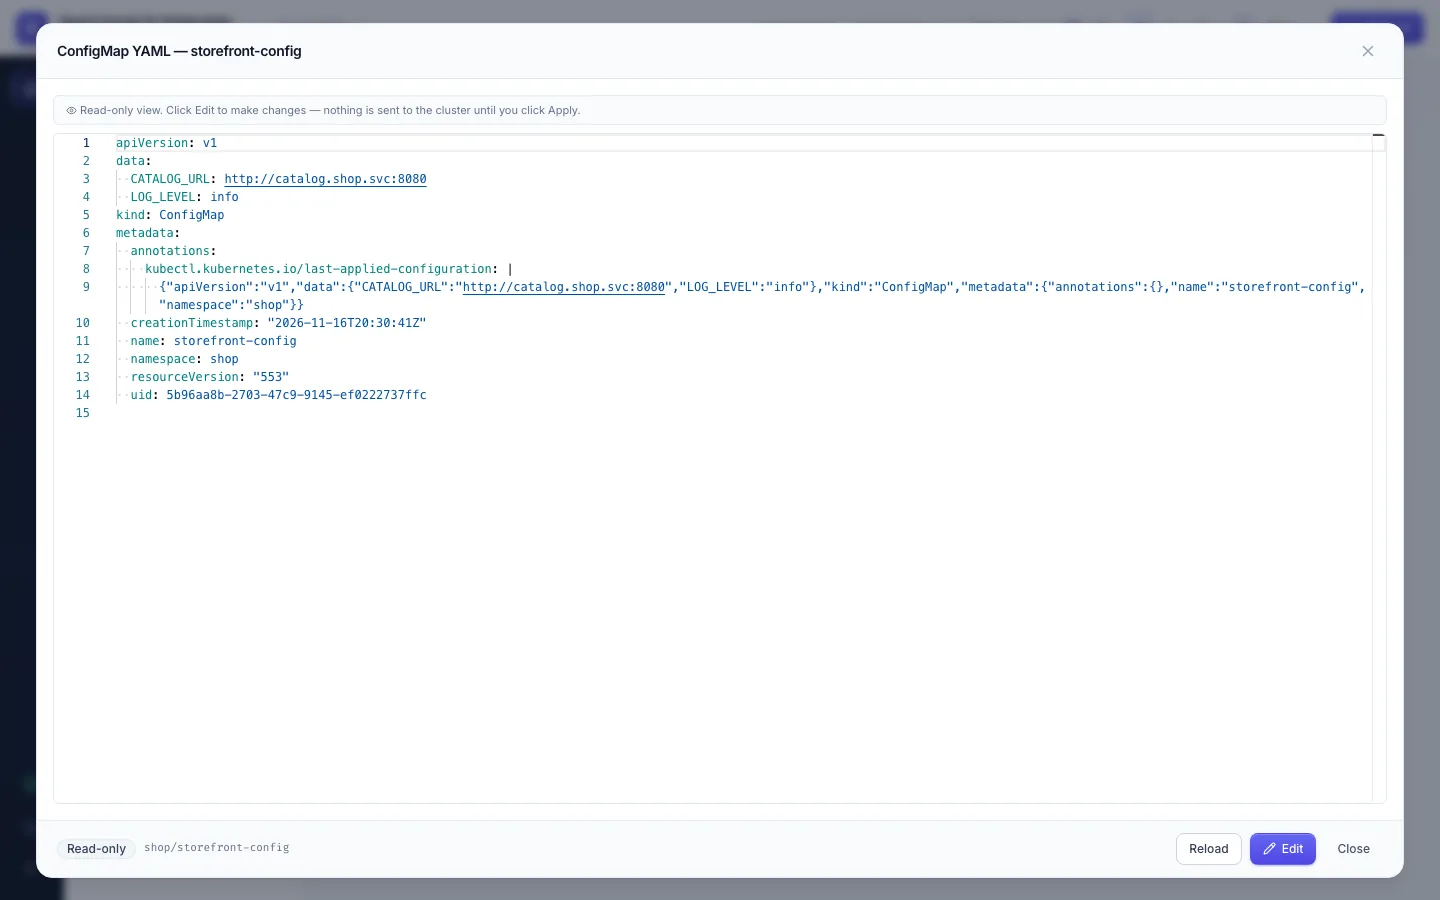 ConfigMap YAML — storefront-config
Read-only view. Click Edit to make changes — nothing is sent to the cluster until you click Apply.
1 apiVersion: v1
2 data:
3 CATALOG_URL: http://catalog.shop.svc:8080
4 LOG_LEVEL: info
5 kind: ConfigMap
6 metadata:
7 annotations:
8 kubectl.kubernetes.io/last-applied-configuration: |
9 {"apiVersion":"v1","data":{"CATALOG_URL":"http://catalog.shop.svc:8080","LOG_LEVEL":"info"},"kind":"ConfigMap","metadata":{"annotations":{},"name":"storefront-config",
"namespace":"shop"}}
10 creationTimestamp: "2026-11-16T20:30:41Z"
11 name: storefront-config
12 namespace: shop
13 resourceVersion: "553"
14 uid: 5b96aa8b-2703-47c9-9145-ef0222737ffc
15
Read-only shop/storefront-config Reload Edit Close